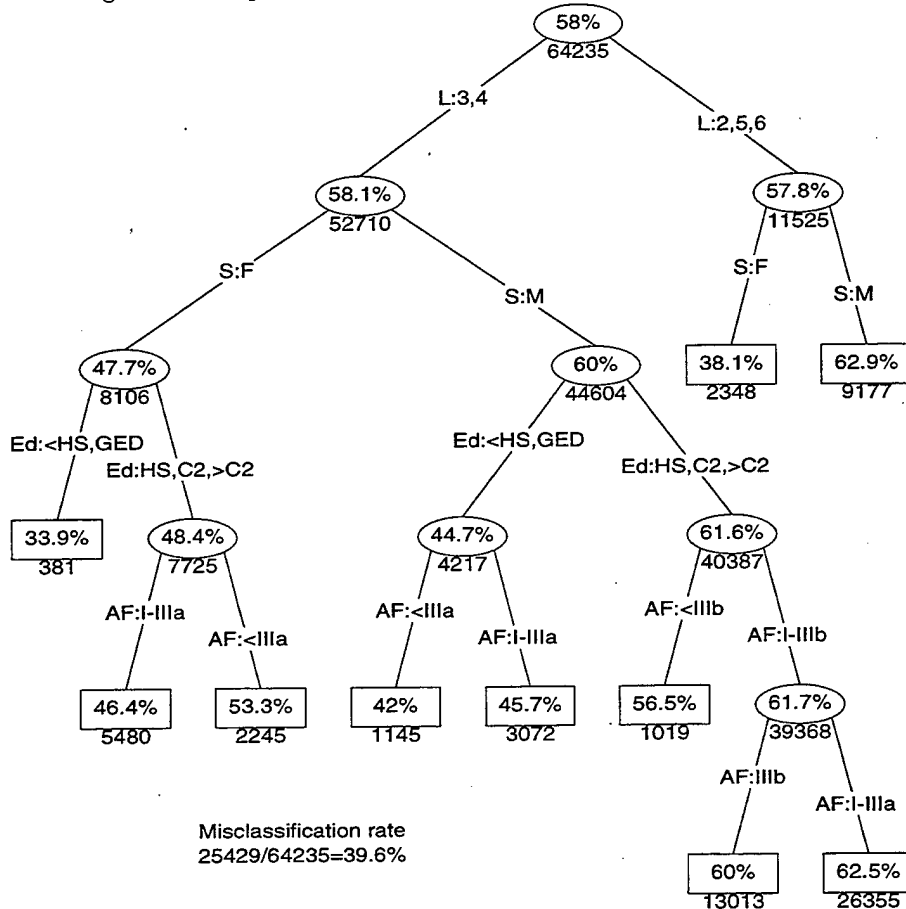 58%
64235
L:3,4
L:2,5,6
58.1%
52710
57.8%
11525
S:F
S:M
S:F
S:M
47.7%
8106
60%
44604
38.1%
2348
62.9%
9177
Ed:<HS,GED
Ed:HS,C2,>C2
Ed:<HS,GED
Ed:HS,C2,>C2
33.9%
381
48.4%
7725
44.7%
4217
61.6%
40387
AF:I-IIIa
AF:<IIIa
AF:<IIIa
AF:I-IIIa
AF:<IIIb
AF:I-IIIb
46.4%
5480
53.3%
2245
42%
1145
45.7%
3072
56.5%
1019
61.7%
39368
AF:IIIb
AF:I-IIIa
Misclassification rate
25429/64235=39.6%
60%
13013
62.5%
26355